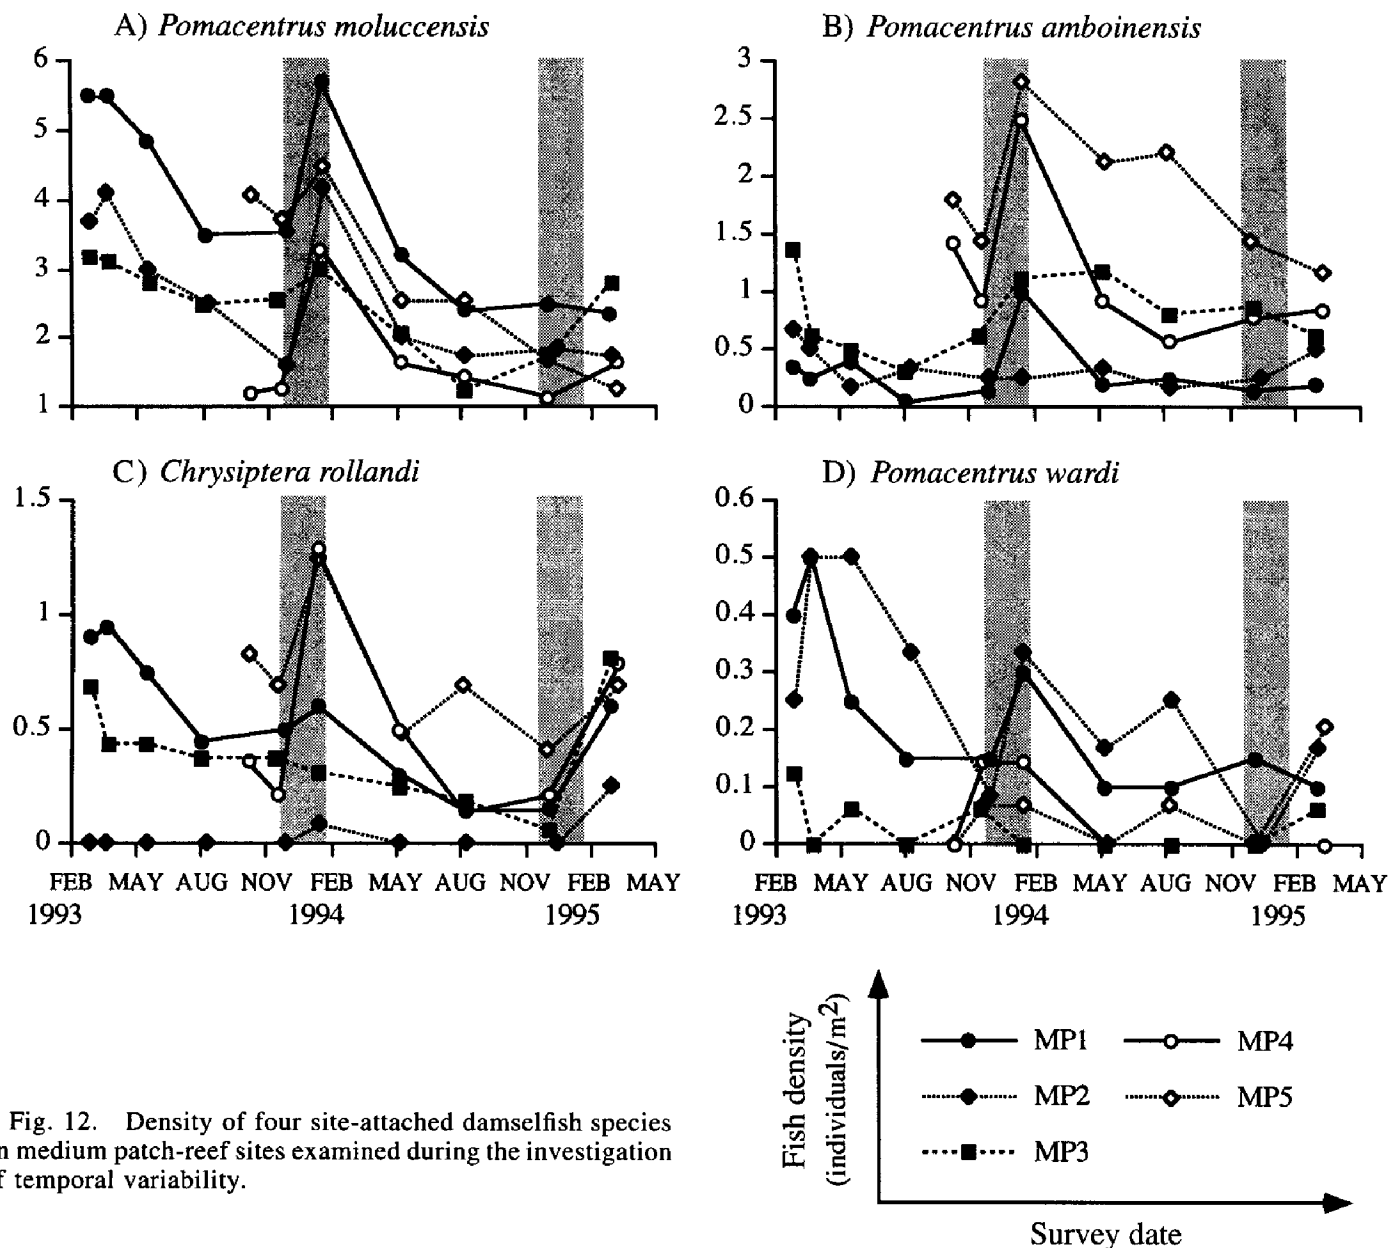 A) Pomacentrus moluccensis
6
5
4
3
2
1
B) Pomacentrus amboinensis
3
2.5
2
1.5
1
0.5
0
C) Chrysiptera rollandi
1.5
1
0.5
0
FEB MAY AUG NOV FEB MAY AUG NOV FEB MAY
1993 1994 1995
D) Pomacentrus wardi
0.6
0.5
0.4
0.3
0.2
0.1
0
FEB MAY AUG NOV FEB MAY AUG NOV FEB MAY
1993 1994 1995
Fish density
(individuals/m²)
Survey date
MP1 MP4
MP2 MP5
MP3
Fig. 12. Density of four site-attached damselfish species
n medium patch-reef sites examined during the investigation
f temporal variability.